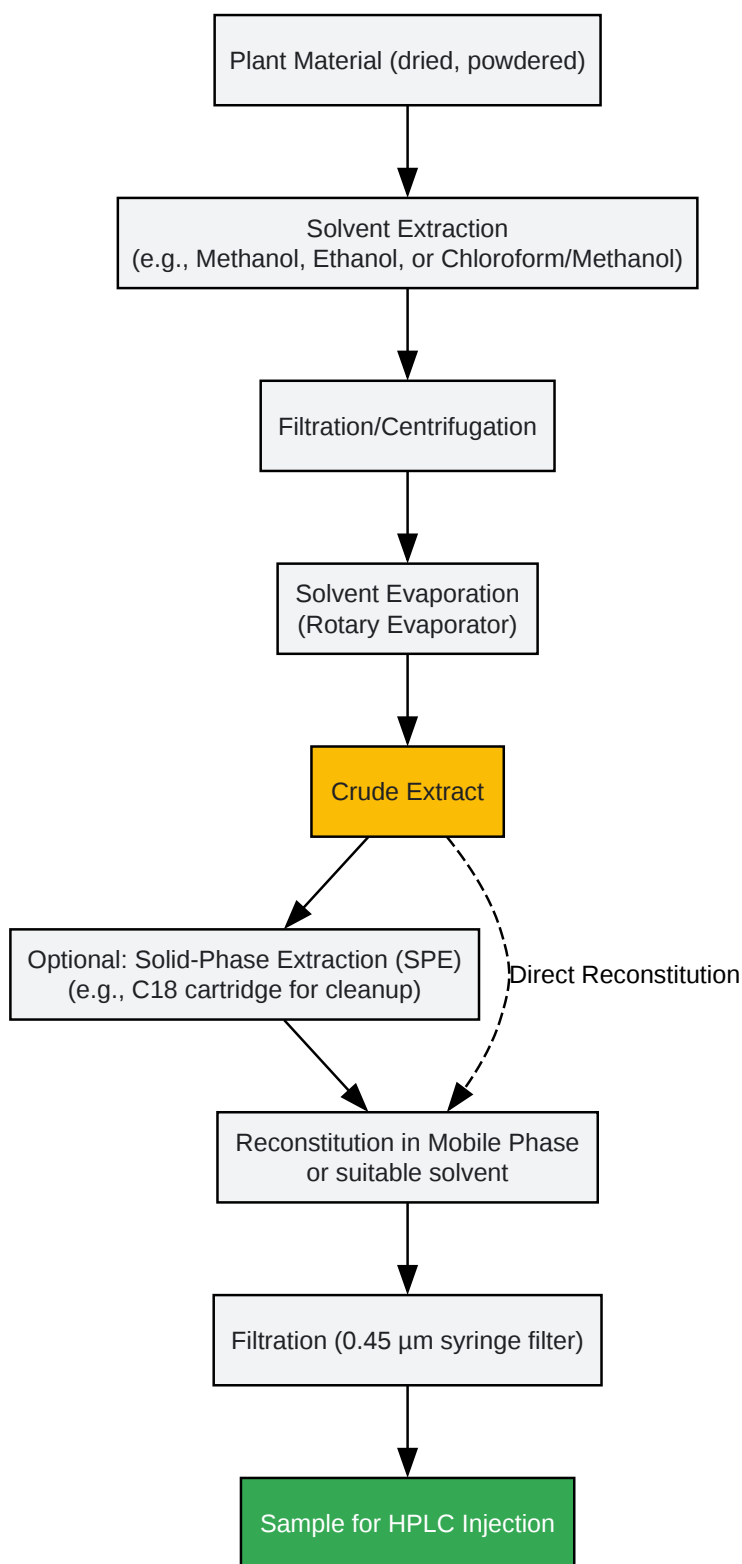 Plant Material (dried, powdered)
Solvent Extraction
(e.g., Methanol, Ethanol, or Chloroform/Methanol)
Filtration/Centrifugation
Solvent Evaporation
(Rotary Evaporator)
Crude Extract
Optional: Solid-Phase Extraction (SPE)
(e.g., C18 cartridge for cleanup)
Direct Reconstitution
Reconstitution in Mobile Phase
or suitable solvent
Filtration (0.45 µm syringe filter)
Sample for HPLC Injection